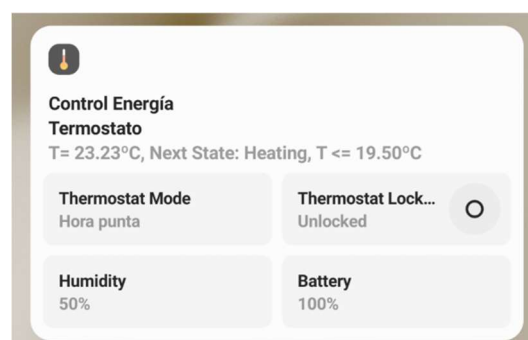 Control Energía
Termostato
T= 23.23ºC, Next State: Heating, T <= 19.50ºC
Thermostat Mode
Hora punta
Thermostat Lock...
Unlocked
Humidity
50%
Battery
100%